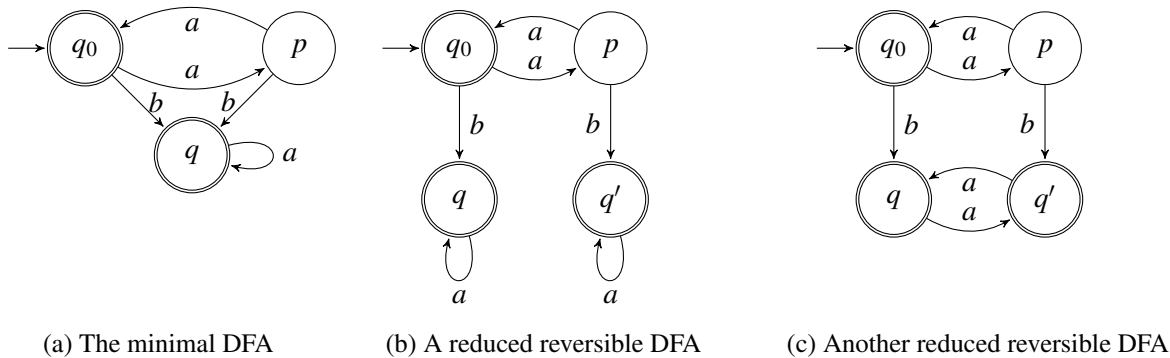 a
q0
p
a
b
b
q
a
a
q0
p
a
b
b
q
q′
a
a
a
q0
p
a
b
b
a
q
q′
a
(a) The minimal DFA
(b) A reduced reversible DFA
(c) Another reduced reversible DFA